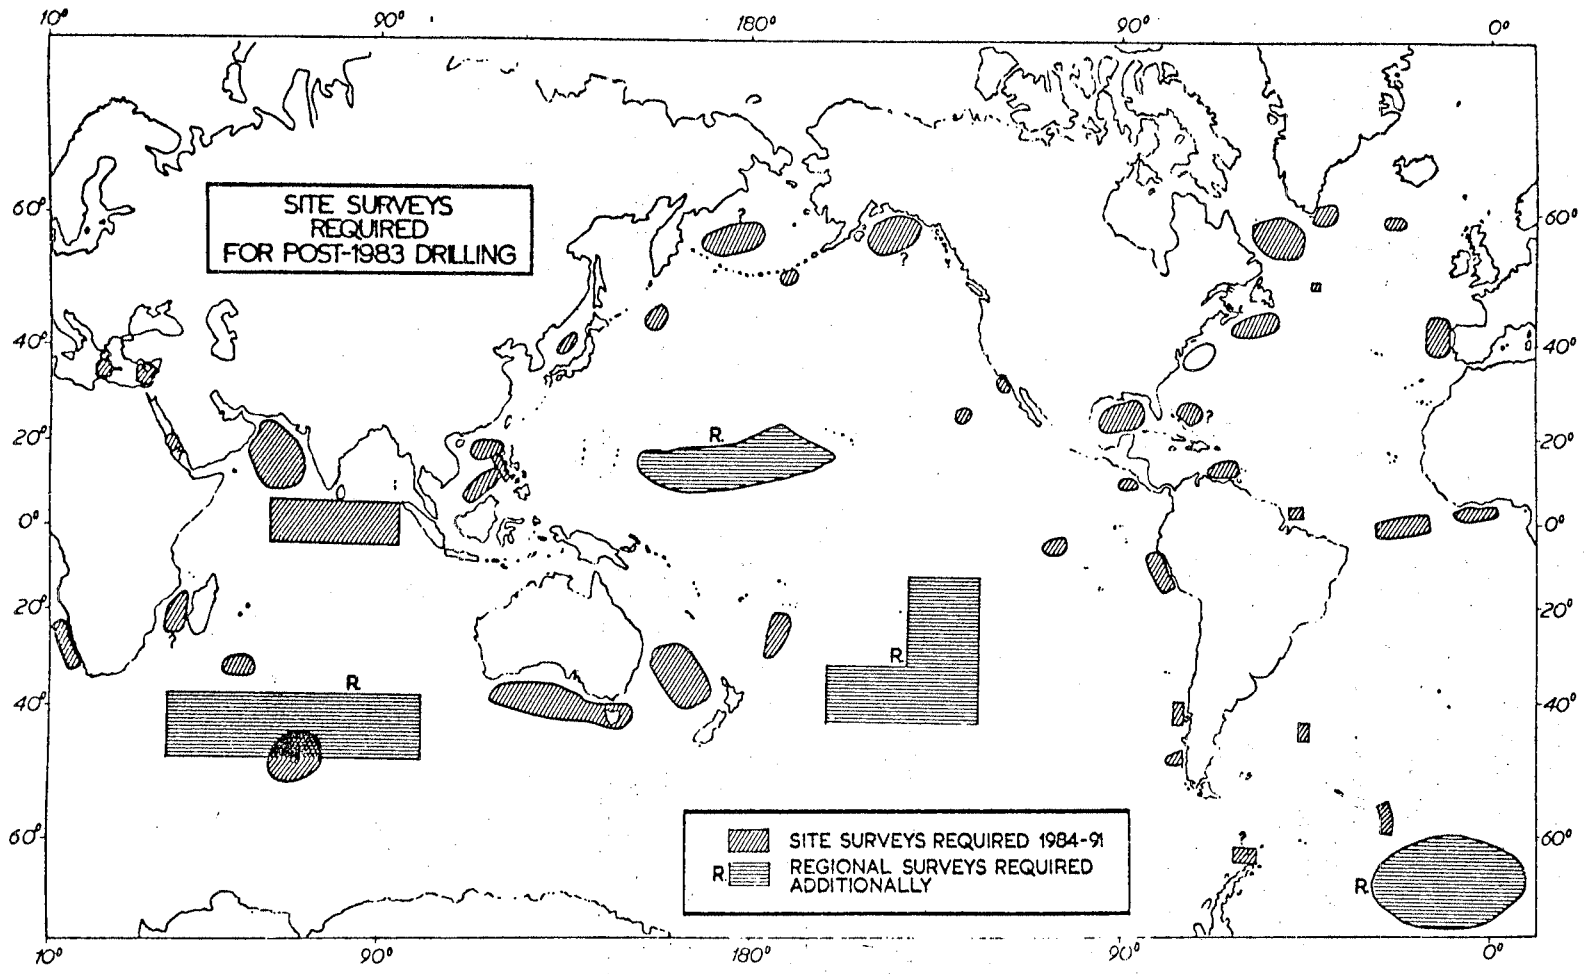 10° 90° 180° 90° 0°
SITE SURVEYS
REQUIRED
FOR POST-1983 DRILLING
60° 60°
40° 40°
20° 20°
0° 0°
20° 20°
40° 40°
60° 60°
?
?
?
?
?
R.
R.
R.
R.
SITE SURVEYS REQUIRED 1984-91
R. REGIONAL SURVEYS REQUIRED
ADDITIONALLY
10° 90° 180° 90° 0°